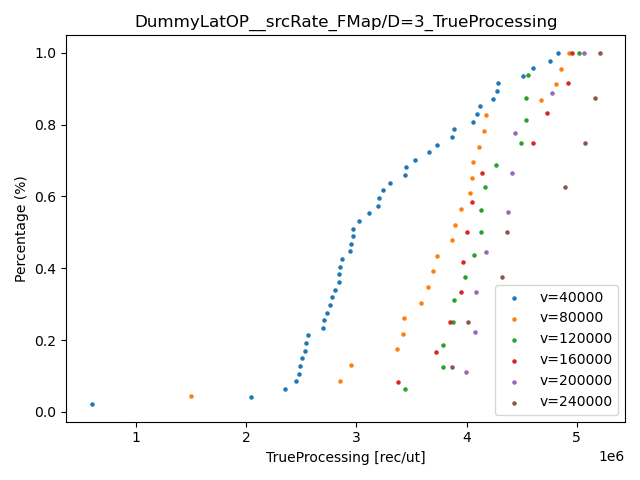 DummyLatOP__srcRate_FMap/D=3_TrueProcessing
Percentage (%)
1.0
0.8
0.6
0.4
0.2
0.0
v=40000
v=80000
v=120000
v=160000
v=200000
v=240000
1 2 3 4 5
1e6
TrueProcessing [rec/ut]